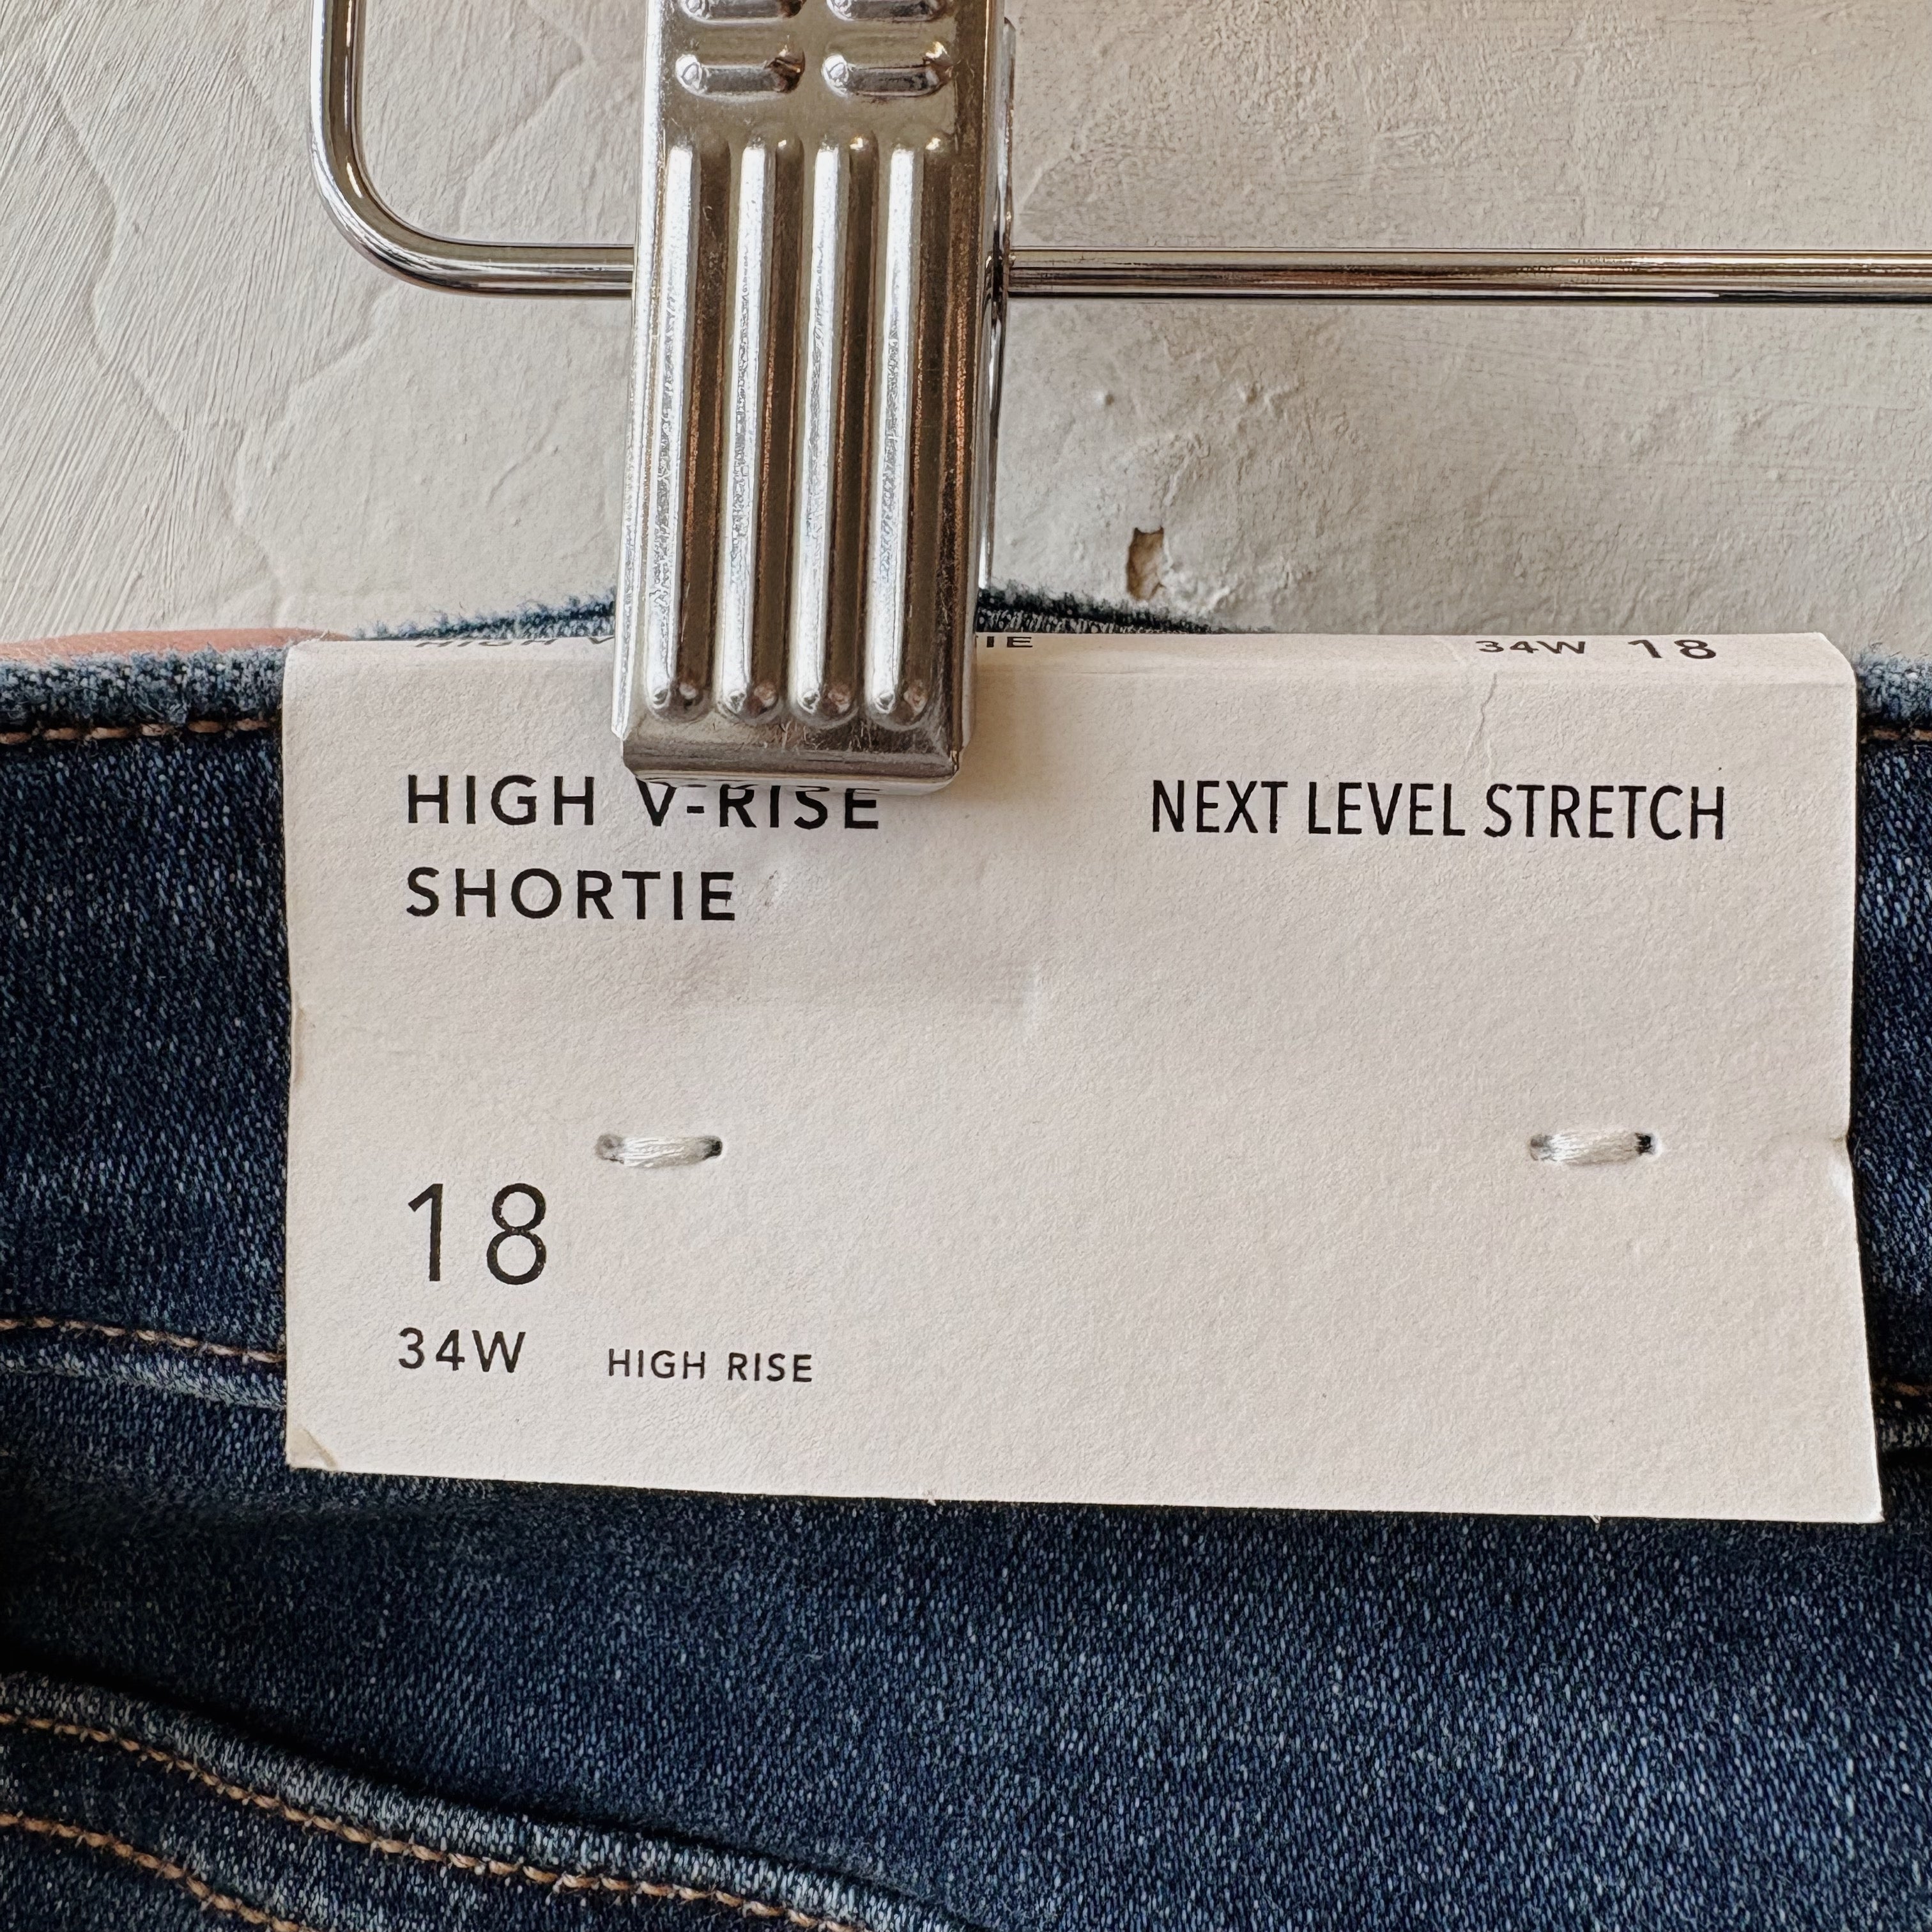 34W 18
HIGH V-RISE
SHORTIE
NEXT LEVEL STRETCH
18
34W
HIGH RISE